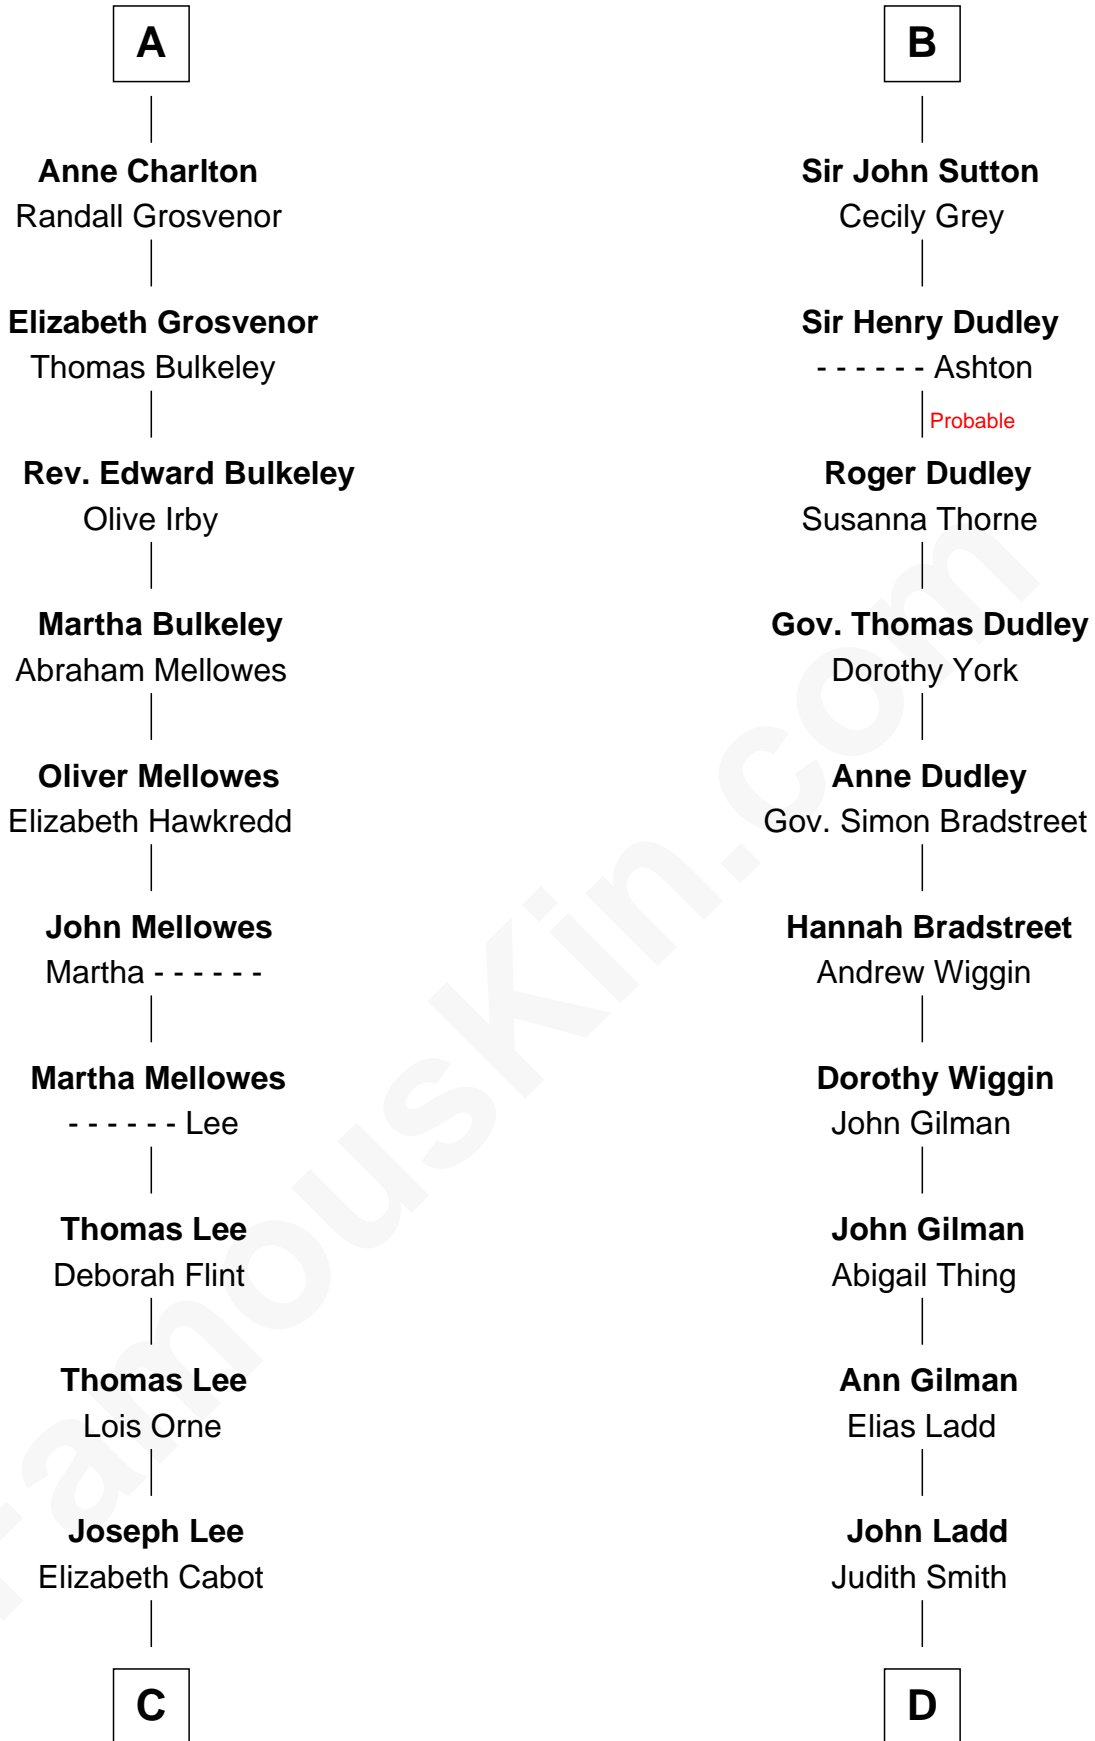 A
Anne Charlton
Randall Grosvenor
Elizabeth Grosvenor
Thomas Bulkeley
Rev. Edward Bulkeley
Olive Irby
Martha Bulkeley
Abraham Mellowes
Oliver Mellowes
Elizabeth Hawkredd
John Mellowes
Martha - - - - - -
Martha Mellowes
- - - - - - Lee
Thomas Lee
Deborah Flint
Thomas Lee
Lois Orne
Joseph Lee
Elizabeth Cabot
C
B
Sir John Sutton
Cecily Grey
Sir Henry Dudley
- - - - - - Ashton
Probable
Roger Dudley
Susanna Thorne
Gov. Thomas Dudley
Dorothy York
Anne Dudley
Gov. Simon Bradstreet
Hannah Bradstreet
Andrew Wiggin
Dorothy Wiggin
John Gilman
John Gilman
Abigail Thing
Ann Gilman
Elias Ladd
John Ladd
Judith Smith
D
FamousKin.com